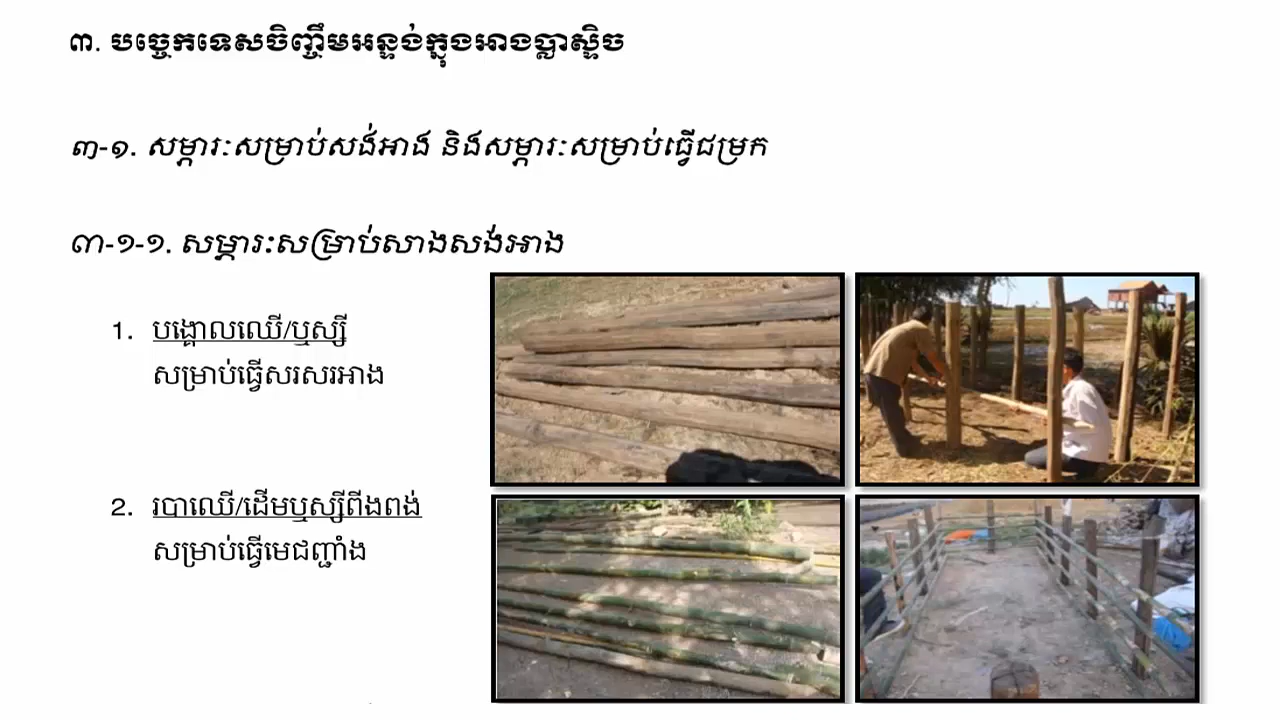 ៣. បច្ចេកទេសចិញ្ចឹមអន្ទង់ក្នុងអាងប្លាស្ទិច
៣-១. សម្ភារៈសម្រាប់សង់អាង និងសម្ភារៈសម្រាប់ធ្វើជម្រក
៣-១-១. សម្ភារៈសម្រាប់សាងសង់អាង
1. បង្គោលឈើ/ឬស្សី
សម្រាប់ធ្វើសរសរអាង
2. របាឈើ/ដើមឬស្សីពីងពង់
សម្រាប់ធ្វើមេជញ្ជាំង